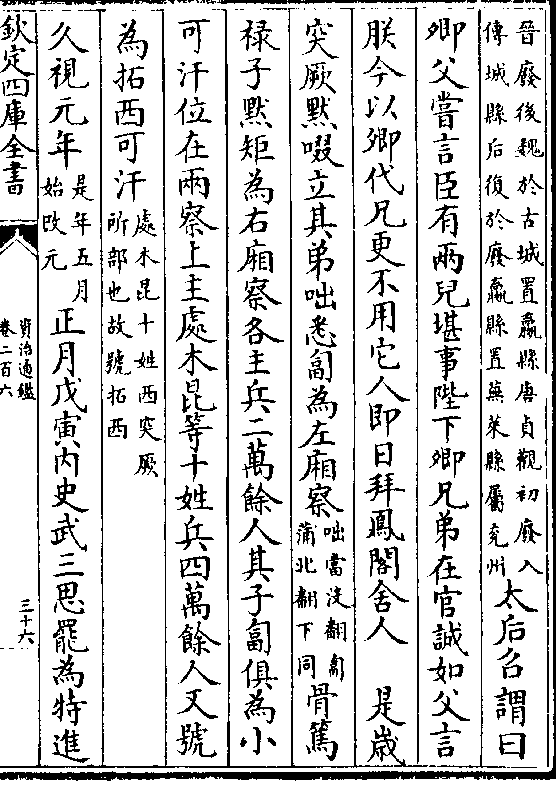 晉廢後魏於古城置嬴縣唐貞觀初廢入
傳城縣后復於廢嬴縣置蕪萊縣屬兗州
太后召謂曰
卿父嘗言臣有兩兒堪事陛下卿兄弟在官誠如父言
朕今以卿代兄更不用它人即日拜鳳閣舍人 是歲
突厥黙啜立其弟咄悉匐為左廂察
咄當没翻匐
蒲北翻下同
骨篤
禄子黙矩為右廂察各主兵二萬餘人其子匐俱為小
可汗位在兩察上主處木昆等十姓兵四萬餘人又號
為拓西可汗
處木昆十姓西突厥
所部也故號拓西
久視元年
是年五月
始改元
正月戊寅内史武三思罷為特進
欽定四庫全書
資治通鑑
卷二百六
三十六